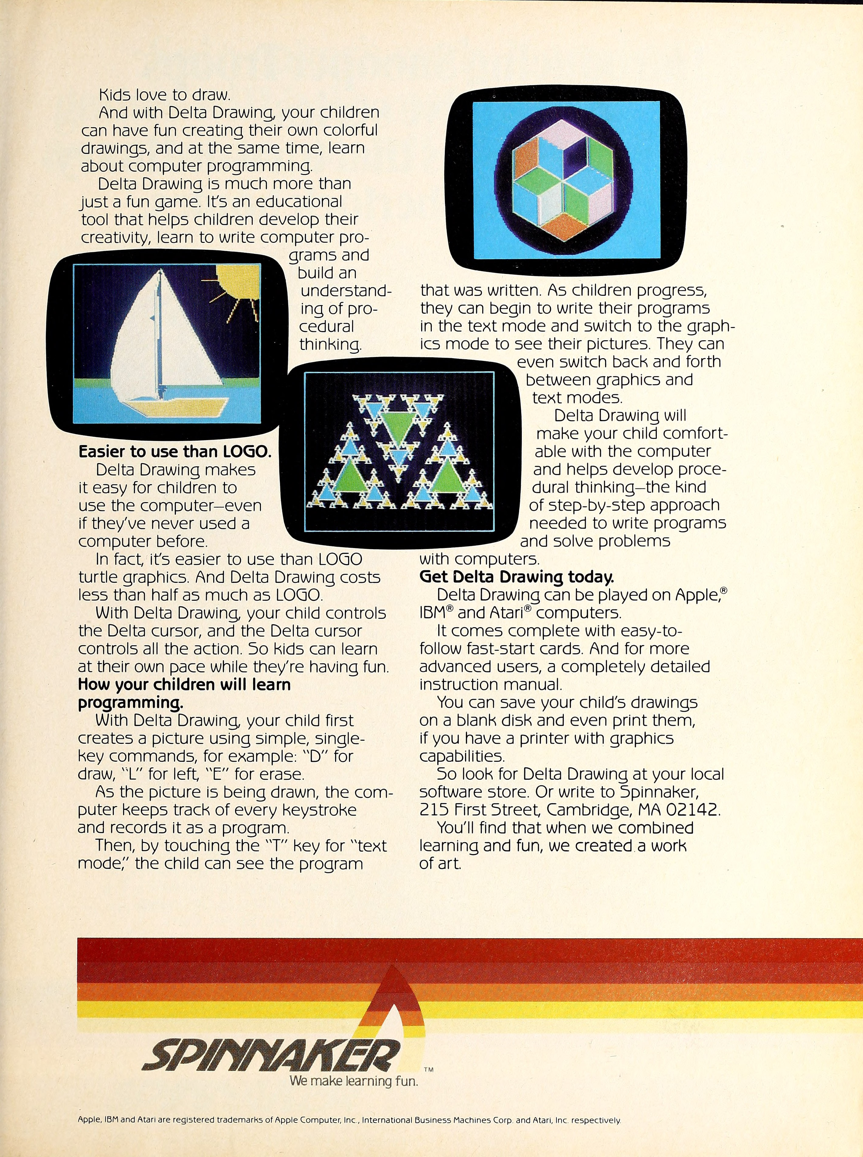 Kids love to draw.
And with Delta Drawing, your children
can have fun creating their own colorful
drawings, and at the same time, learn
about computer programming.
Delta Drawing is much more than
just a fun game. It's an educational
tool that helps children develop their
creativity, learn to write computer pro-
grams and
build an
understand-
ing of pro-
cedural
thinking.
Easier to use than LOGO.
Delta Drawing makes
it easy for children to
use the computer—even
if they've never used a
computer before.
In fact, it's easier to use than LOGO
turtle graphics. And Delta Drawing costs
less than half as much as LOGO.
With Delta Drawing, your child controls
the Delta cursor, and the Delta cursor
controls all the action. So kids can learn
at their own pace while they're having fun.
How your children will learn
programming.
With Delta Drawing, your child first
creates a picture using simple, single-
key commands, for example: "D" for
draw, "L" for left, "E" for erase.
As the picture is being drawn, the com-
puter keeps track of every keystroke
and records it as a program.
Then, by touching the "T" key for "text
mode," the child can see the program
that was written. As children progress,
they can begin to write their programs
in the text mode and switch to the graph-
ics mode to see their pictures. They can
even switch back and forth
between graphics and
text modes.
Delta Drawing will
make your child comfort-
able with the computer
and helps develop proce-
dural thinking—the kind
of step-by-step approach
needed to write programs
and solve problems
with computers.
Get Delta Drawing today.
Delta Drawing can be played on Apple,®
IBM® and Atari® computers.
It comes complete with easy-to-
follow fast-start cards. And for more
advanced users, a completely detailed
instruction manual.
You can save your child's drawings
on a blank disk and even print them,
if you have a printer with graphics
capabilities.
So look for Delta Drawing at your local
software store. Or write to Spinnaker,
215 First Street, Cambridge, MA 02142.
You'll find that when we combined
learning and fun, we created a work
of art.
SPINNAKER™
We make learning fun.
Apple, IBM and Atari are registered trademarks of Apple Computer, Inc., International Business Machines Corp. and Atari, Inc. respectively.